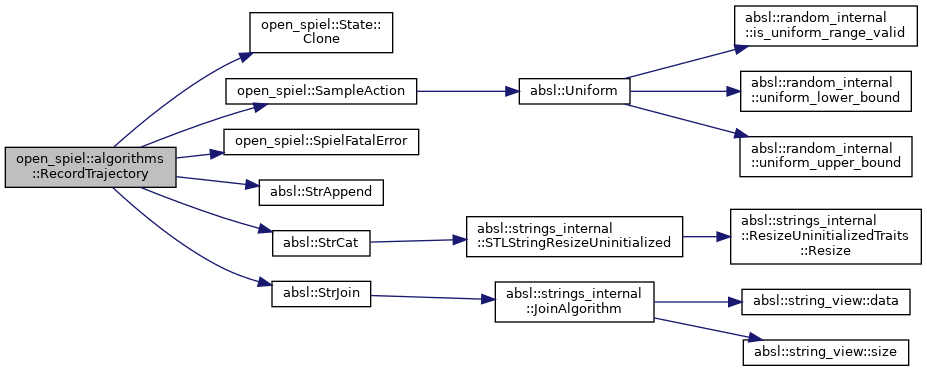 open_spiel::algorithms
::RecordTrajectory
open_spiel::State::
Clone
open_spiel::SampleAction
open_spiel::SpielFatalError
absl::StrAppend
absl::StrCat
absl::StrJoin
absl::Uniform
absl::strings_internal
::STLStringResizeUninitialized
absl::strings_internal
::JoinAlgorithm
absl::random_internal
::is_uniform_range_valid
absl::random_internal
::uniform_lower_bound
absl::random_internal
::uniform_upper_bound
absl::strings_internal
::ResizeUninitializedTraits
::Resize
absl::string_view::data
absl::string_view::size